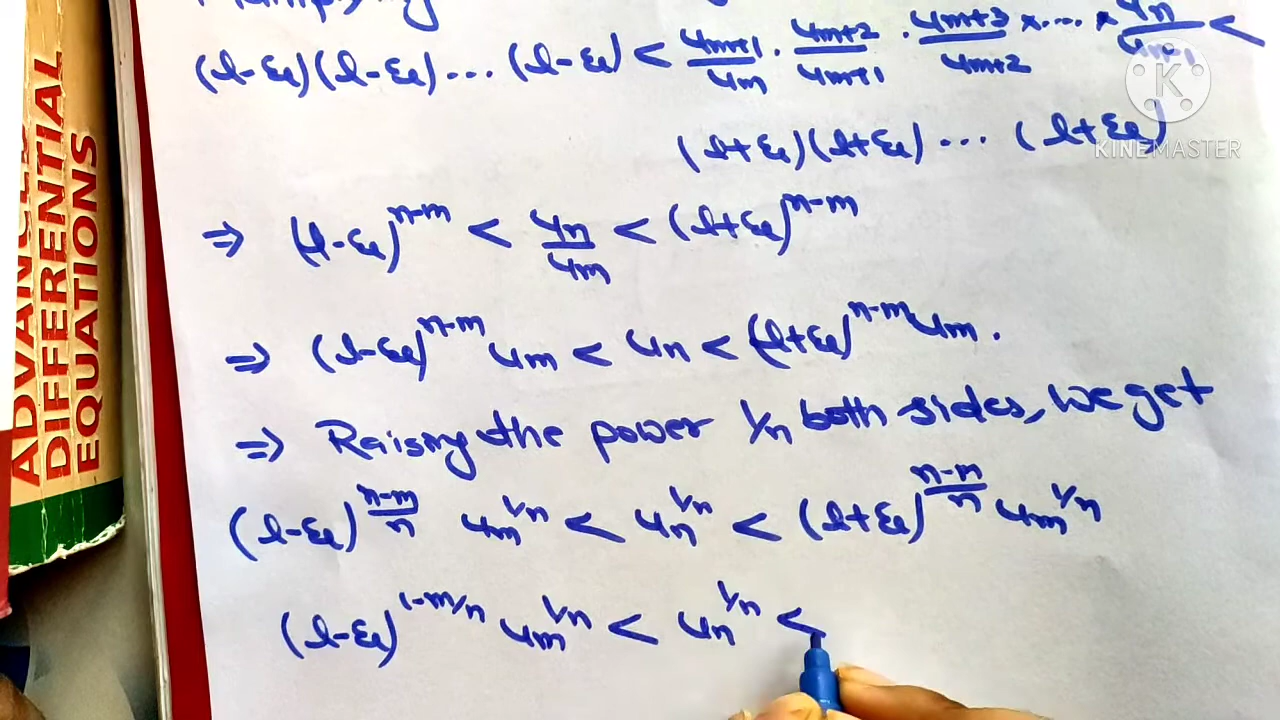 Multiplying
(l-ε₁)(l-ε₁)...(l-ε₁) < u_{m+1}/u_m · u_{m+2}/u_{m+1} · u_{m+3}/u_{m+2} × .... × u_n/u_{n-1} <
(l+ε₁)(l+ε₁)...(l+ε₁)
⇒ (l-ε₁)^{n-m} < u_n/u_m < (l+ε₁)^{n-m}
⇒ (l-ε₁)^{n-m} u_m < u_n < (l+ε₁)^{n-m} u_m.
⇒ Raising the power 1/n both sides, we get
(l-ε₁)^{(n-m)/n} u_m^{1/n} < u_n^{1/n} < (l+ε₁)^{(n-m)/n} u_m^{1/n}
(l-ε₁)^{1-m/n} u_m^{1/n} < u_n^{1/n} <
ADVANCED
DIFFERENTIAL
EQUATIONS
K
KINEMASTER